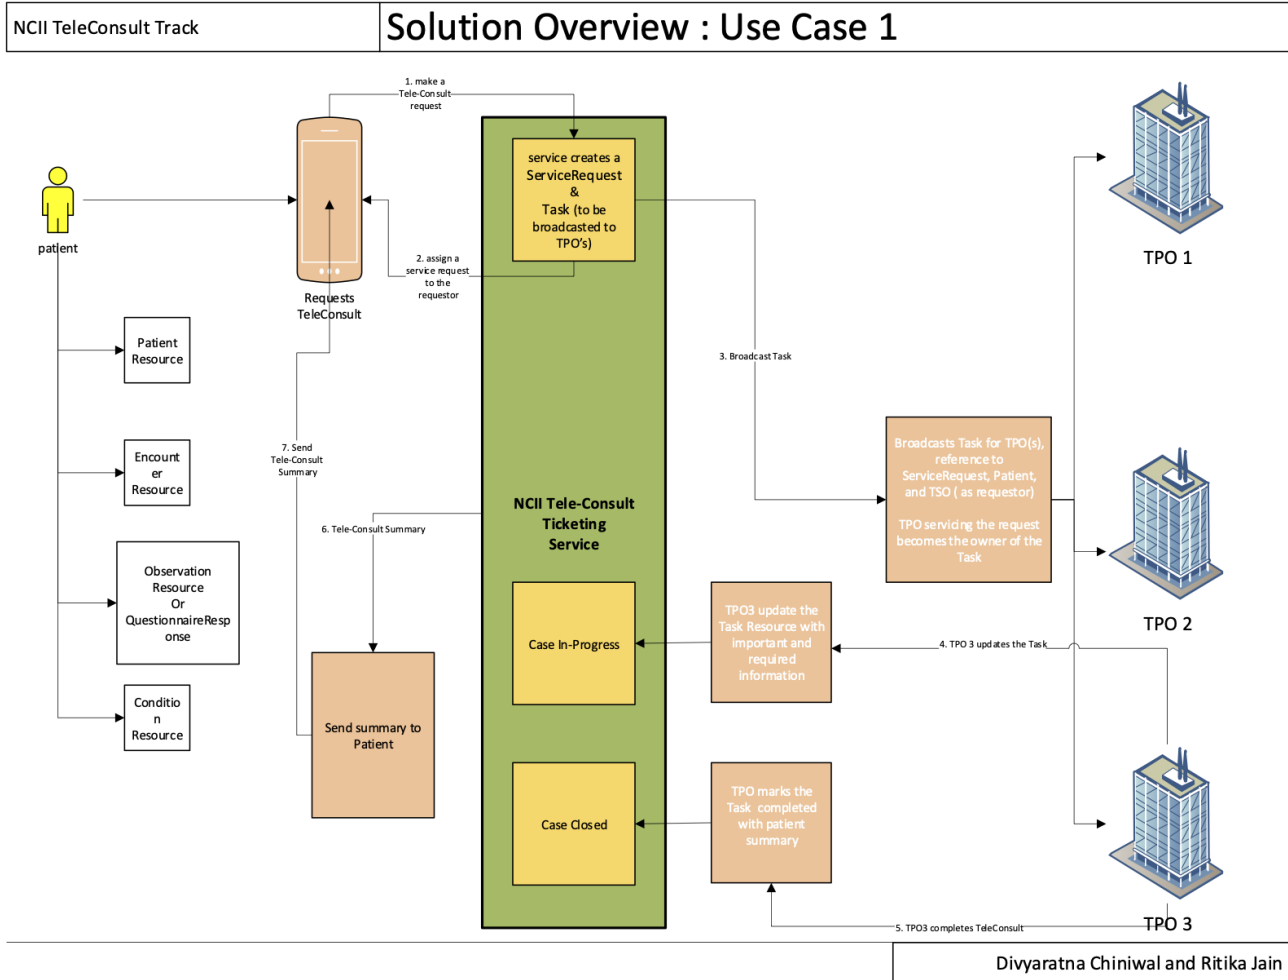 NCII TeleConsult Track
Solution Overview : Use Case 1
1. make a
Tele-Consult
request
service creates a
ServiceRequest
&
Task (to be
broadcasted to
TPO's)
patient
2. assign a
service request
to the
requestor
Requests
TeleConsult
TPO 1
Patient
Resource
3. Broadcast Task
Encount
er
Resource
7. Send
Tele-Consult
Summary
Broadcasts Task for TPO(s),
reference to
ServiceRequest, Patient,
and TSO ( as requestor)
TPO servicing the request
becomes the owner of the
Task
NCII Tele-Consult
Ticketing
Service
6. Tele-Consult Summary
Observation
Resource
Or
QuestionnaireResp
onse
TPO 2
Case In-Progress
TPO3 update the
Task Resource with
important and
required
information
4. TPO 3 updates the Task
Conditio
n
Resource
Send summary to
Patient
Case Closed
TPO marks the
Task completed
with patient
summary
5. TPO3 completes TeleConsult
TPO 3
Divyaratna Chiniwal and Ritika Jain